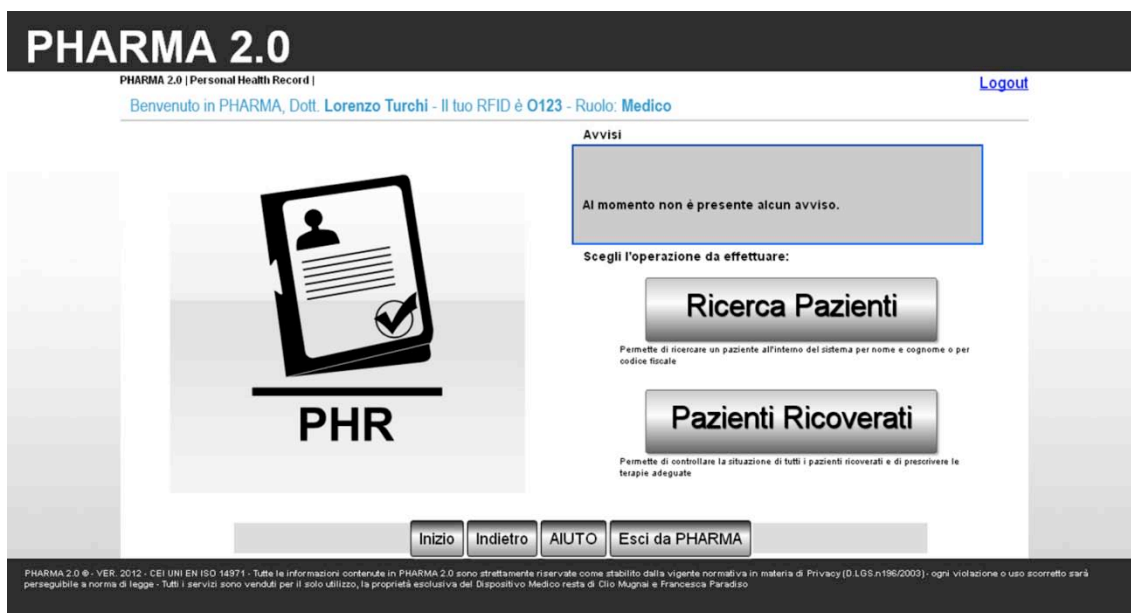 PHARMA 2.0
PHARMA 2.0 | Personal Health Record |
Logout
Benvenuto in PHARMA, Dott. Lorenzo Turchi - Il tuo RFID è O123 - Ruolo: Medico
Avvisi
Al momento non è presente alcun avviso.
Scegli l'operazione da effettuare:
Ricerca Pazienti
Permette di ricercare un paziente all'interno del sistema per nome e cognome o per
codice fiscale
PHR
Pazienti Ricoverati
Permette di controllare la situazione di tutti i pazienti ricoverati e di prescrivere le
terapie adeguate
Inizio
Indietro
AIUTO
Esci da PHARMA
PHARMA 2.0 ® - VER. 2012 - CEI UNI EN ISO 14971 - Tutte le informazioni contenute in PHARMA 2.0 sono strettamente riservate come stabilito dalla vigente normativa in materia di Privacy (D.LGS.n196/2003) - ogni violazione o uso scorretto sarà
perseguibile a norma di legge - Tutti i servizi sono venduti per il solo utilizzo, la proprietà esclusiva del Dispositivo Medico resta di Clio Mugnai e Francesca Paradiso